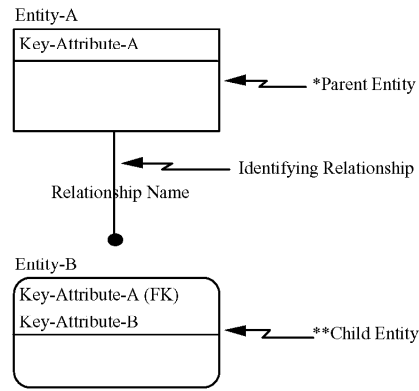 Entity-A
Key-Attribute-A
*Parent Entity
Identifying Relationship
Relationship Name
Entity-B
Key-Attribute-A (FK)
Key-Attribute-B
**Child Entity